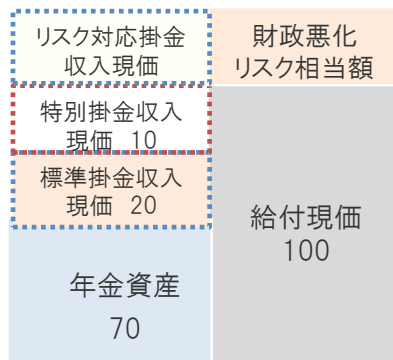 リスク対応掛金
収入現価
財政悪化
リスク相当額
特別掛金収入
現価 10
標準掛金収入
現価 20
給付現価
100
年金資産
70